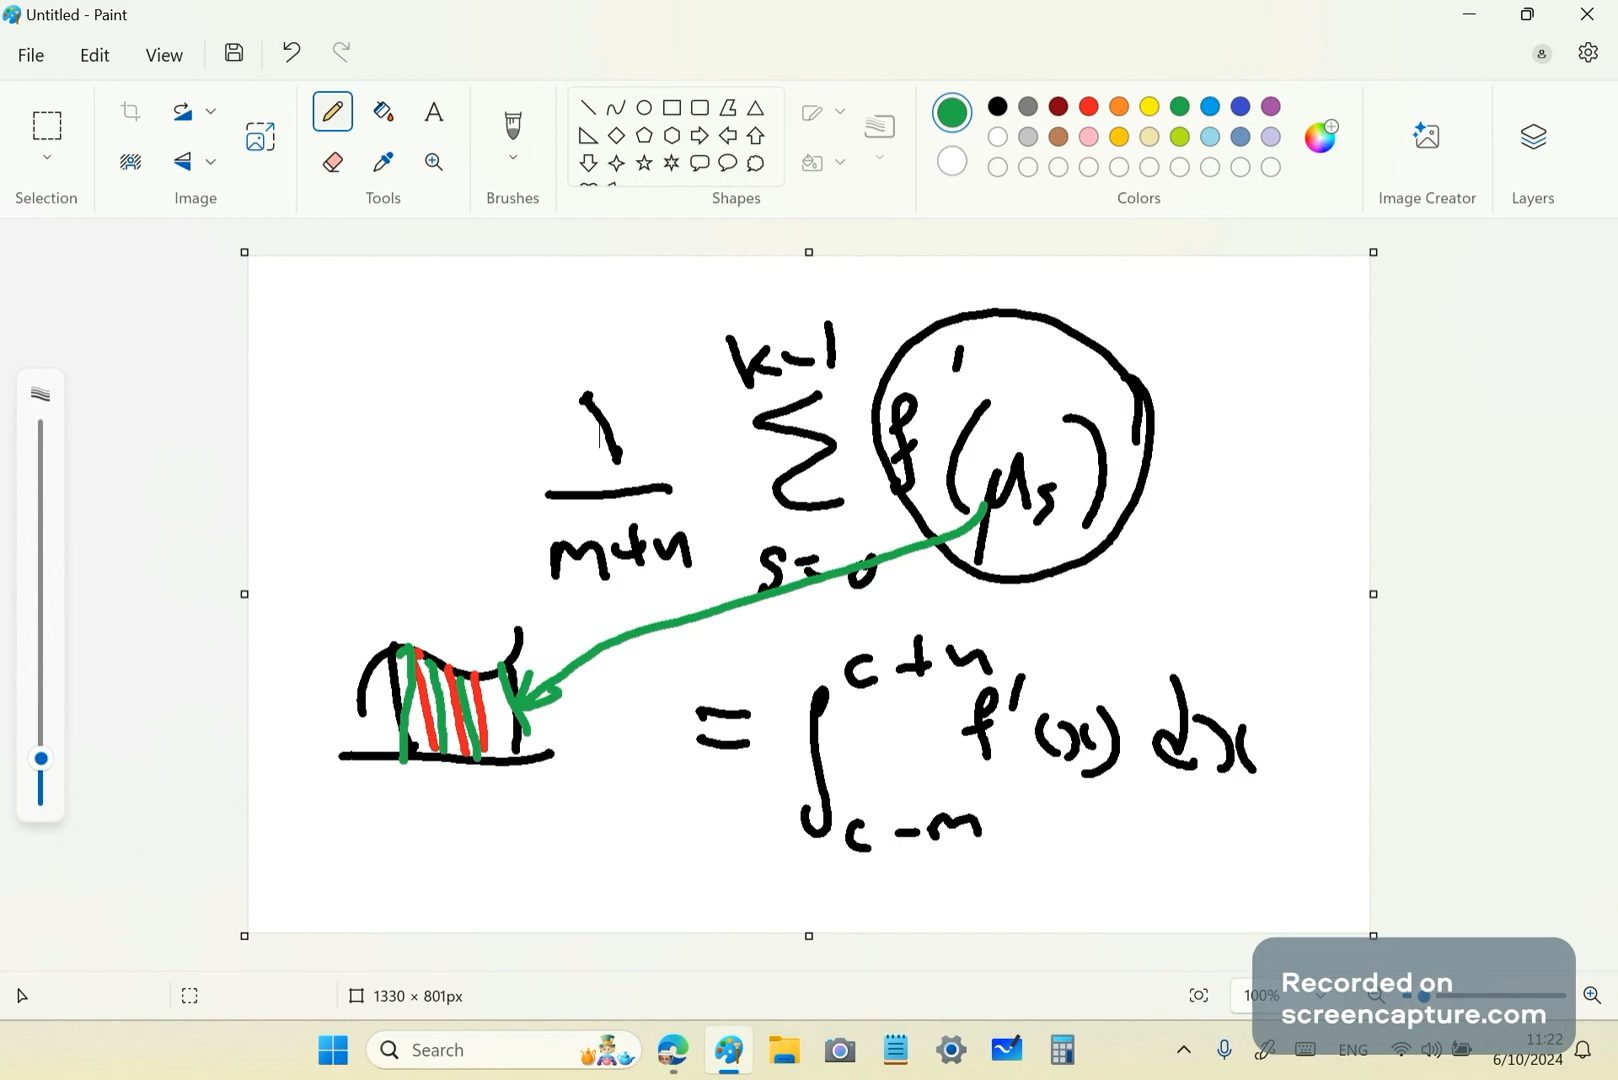 Untitled - Paint
File Edit View
Selection
Image
Tools
Brushes
Shapes
Colors
Image Creator
Layers
k-1
1
Σ f'(μs)
m+n
s=0
c+n
= ∫ f'(x) dx
c-m
1330 × 801px
100%
Recorded on
screencapture.com
Search
ENG
11:22
6/10/2024